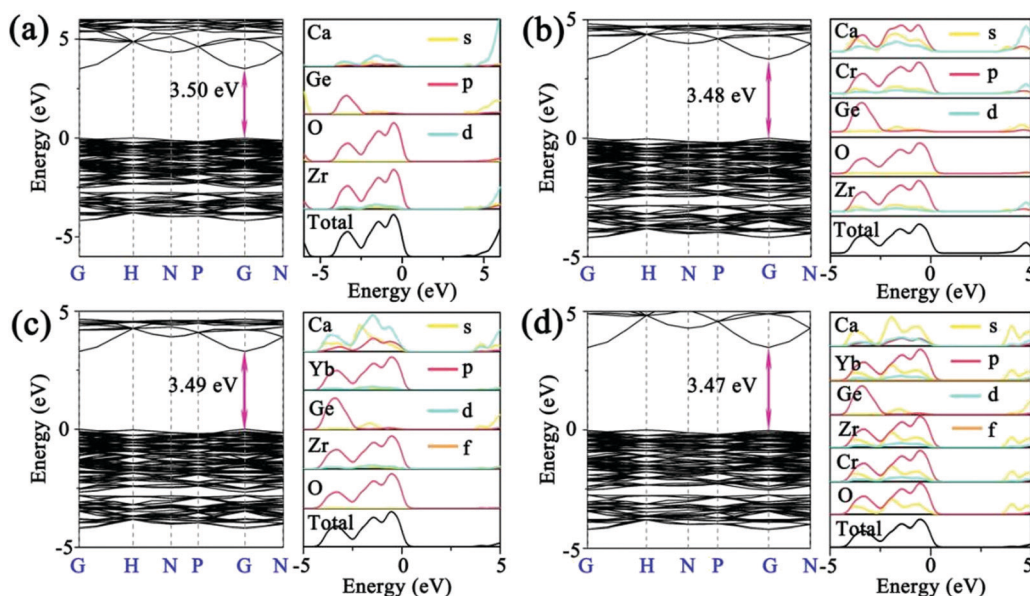 (a)
Energy (eV)
5
0
-5
3.50 eV
G H N P G N
Ca
s
Ge
p
O
d
Zr
Total
-5 0 5
Energy (eV)
(b)
Energy (eV)
5
0
-5
3.48 eV
G H N P G N
Ca
s
Cr
p
Ge
d
O
Zr
Total
-5 0 5
Energy (eV)
(c)
Energy (eV)
5
0
-5
3.49 eV
G H N P G N
Ca
s
Yb
p
Ge
d
Zr
f
O
Total
-5 0 5
Energy (eV)
(d)
Energy (eV)
5
0
-5
3.47 eV
G H N P G N
Ca
s
Yb
p
Ge
d
Zr
f
Cr
O
Total
-5 0 5
Energy (eV)